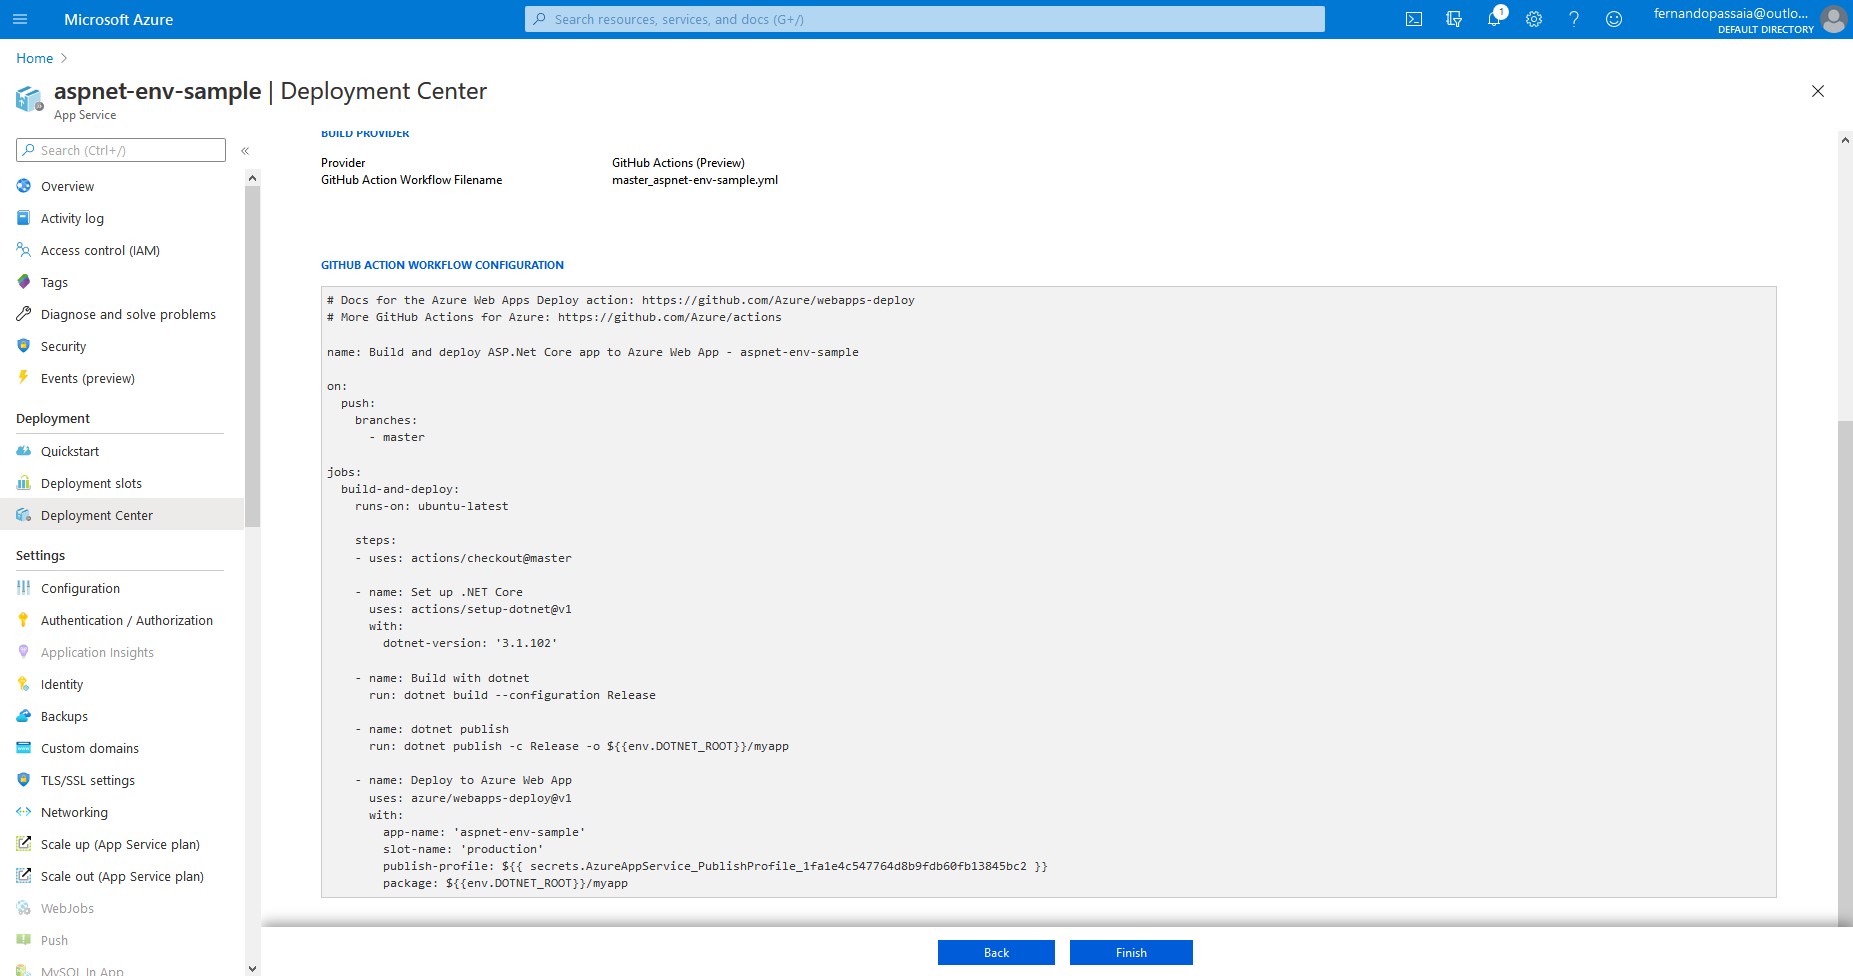 Microsoft Azure
Search resources, services, and docs (G+/)
1
fernandopassaia@outlo...
DEFAULT DIRECTORY
Home
aspnet-env-sample | Deployment Center
App Service
Search (Ctrl+/)
«
Overview
Activity log
Access control (IAM)
Tags
Diagnose and solve problems
Security
Events (preview)
Deployment
Quickstart
Deployment slots
Deployment Center
Settings
Configuration
Authentication / Authorization
Application Insights
Identity
Backups
Custom domains
TLS/SSL settings
Networking
Scale up (App Service plan)
Scale out (App Service plan)
WebJobs
Push
MySQL In App
BUILD PROVIDER
Provider GitHub Actions (Preview)
GitHub Action Workflow Filename master_aspnet-env-sample.yml
GITHUB ACTION WORKFLOW CONFIGURATION
# Docs for the Azure Web Apps Deploy action: https://github.com/Azure/webapps-deploy
# More GitHub Actions for Azure: https://github.com/Azure/actions
name: Build and deploy ASP.Net Core app to Azure Web App - aspnet-env-sample
on:
push:
branches:
- master
jobs:
build-and-deploy:
runs-on: ubuntu-latest
steps:
- uses: actions/checkout@master
- name: Set up .NET Core
uses: actions/setup-dotnet@v1
with:
dotnet-version: '3.1.102'
- name: Build with dotnet
run: dotnet build --configuration Release
- name: dotnet publish
run: dotnet publish -c Release -o ${{env.DOTNET_ROOT}}/myapp
- name: Deploy to Azure Web App
uses: azure/webapps-deploy@v1
with:
app-name: 'aspnet-env-sample'
slot-name: 'production'
publish-profile: ${{ secrets.AzureAppService_PublishProfile_1fa1e4c547764d8b9fdb60fb13845bc2 }}
package: ${{env.DOTNET_ROOT}}/myapp
Back
Finish